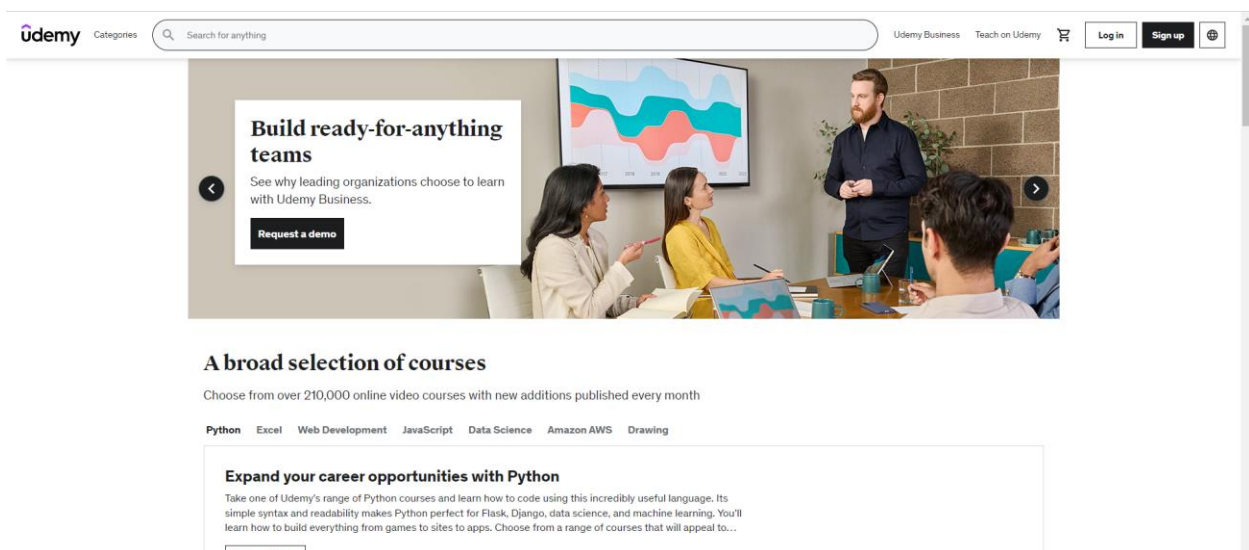 ûdemy Categories Search for anything Udemy Business Teach on Udemy Log in Sign up
Build ready-for-anything
teams
See why leading organizations choose to learn
with Udemy Business.
Request a demo
A broad selection of courses
Choose from over 210,000 online video courses with new additions published every month
Python Excel Web Development JavaScript Data Science Amazon AWS Drawing
Expand your career opportunities with Python
Take one of Udemy's range of Python courses and learn how to code using this incredibly useful language. Its
simple syntax and readability makes Python perfect for Flask, Django, data science, and machine learning. You'll
learn how to build everything from games to sites to apps. Choose from a range of courses that will appeal to…